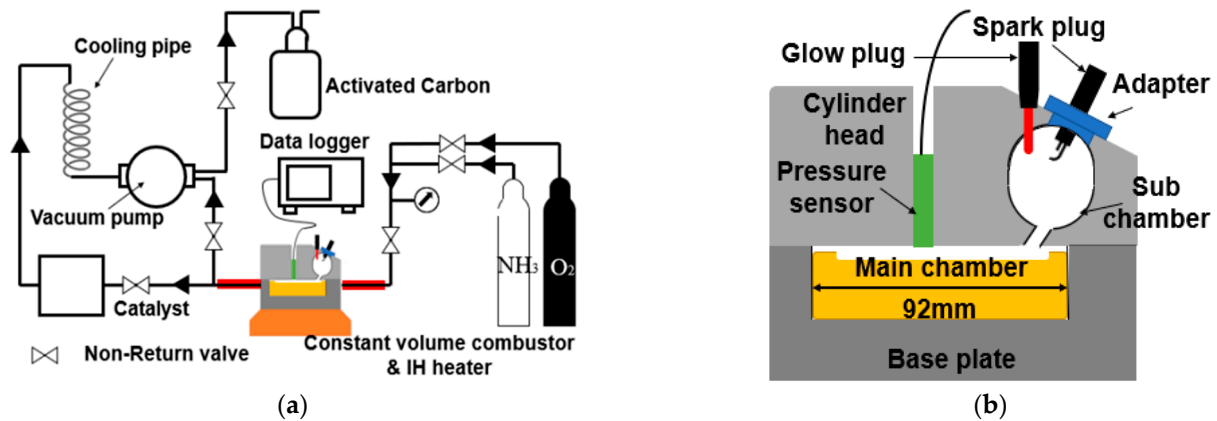 Cooling pipe
Activated Carbon
Data logger
Vacuum pump
NH3
O2
Catalyst
Non-Return valve
Constant volume combustor
& IH heater
(a)
Spark plug
Glow plug
Adapter
Cylinder
head
Pressure
sensor
Sub
chamber
Main chamber
92mm
Base plate
(b)